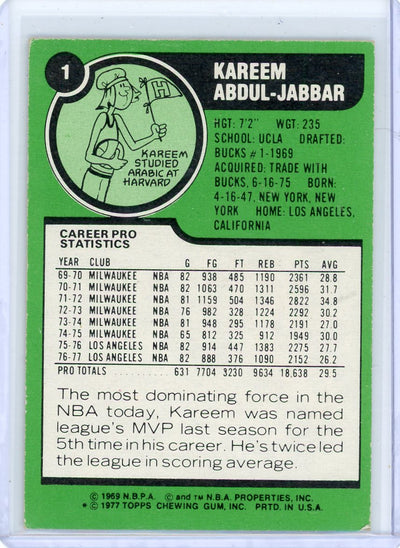 1
KAREEM
ABDUL-JABBAR
H
KAREEM
STUDIED
ARABIC AT
HARVARD
HGT: 7'2" WGT: 235
SCHOOL: UCLA DRAFTED:
BUCKS #1-1969
ACQUIRED: TRADE WITH
BUCKS, 6-16-75 BORN:
4-16-47, NEW YORK, NEW
YORK HOME: LOS ANGELES,
CALIFORNIA
CAREER PRO
STATISTICS
YEAR CLUB G FG FT REB PTS AVG
69-70 MILWAUKEE NBA 82 938 485 1190 2361 28.8
70-71 MILWAUKEE NBA 82 1063 470 1311 2596 31.7
71-72 MILWAUKEE NBA 81 1159 504 1346 2822 34.8
72-73 MILWAUKEE NBA 76 982 328 1224 2292 30.2
73-74 MILWAUKEE NBA 81 948 295 1178 2191 27.0
74-75 MILWAUKEE NBA 65 812 325 912 1949 30.0
75-76 LOS ANGELES NBA 82 914 447 1383 2275 27.7
76-77 LOS ANGELES NBA 82 888 376 1090 2152 26.2
PRO TOTALS 631 7704 3230 9634 18,638 29.5
The most dominating force in the
NBA today, Kareem was named
league's MVP last season for the
5th time in his career. He's twice led
the league in scoring average.
© 1969 N.B.P.A. © and ™ N.B.A. PROPERTIES, INC.
* © 1977 TOPPS CHEWING GUM, INC. PRTD. IN U.S.A.